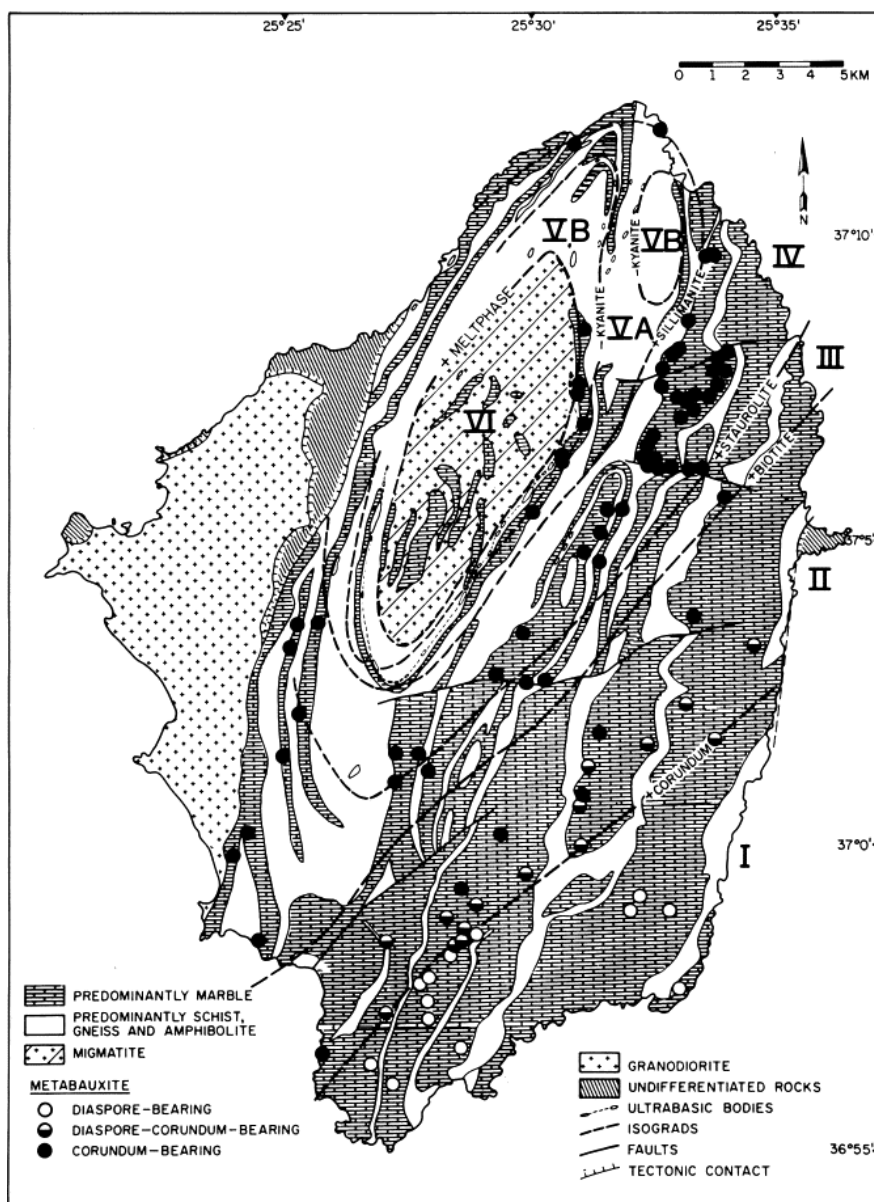 25°25' 25°30' 25°35'
0 1 2 3 4 5 KM
N
37°10'
VB
KYANITE
KYANITE
VB
IV
+ MELTPHASE
VA
+ SILLIMANITE
III
VI
+ STAUROLITE
+ BIOTITE
37°5'
II
+ CORUNDUM
37°0'
I
PREDOMINANTLY MARBLE
PREDOMINANTLY SCHIST,
GNEISS AND AMPHIBOLITE
MIGMATITE
METABAUXITE
DIASPORE-BEARING
DIASPORE-CORUNDUM-BEARING
CORUNDUM-BEARING
GRANODIORITE
UNDIFFERENTIATED ROCKS
ULTRABASIC BODIES
ISOGRADS
FAULTS
TECTONIC CONTACT
36°55'